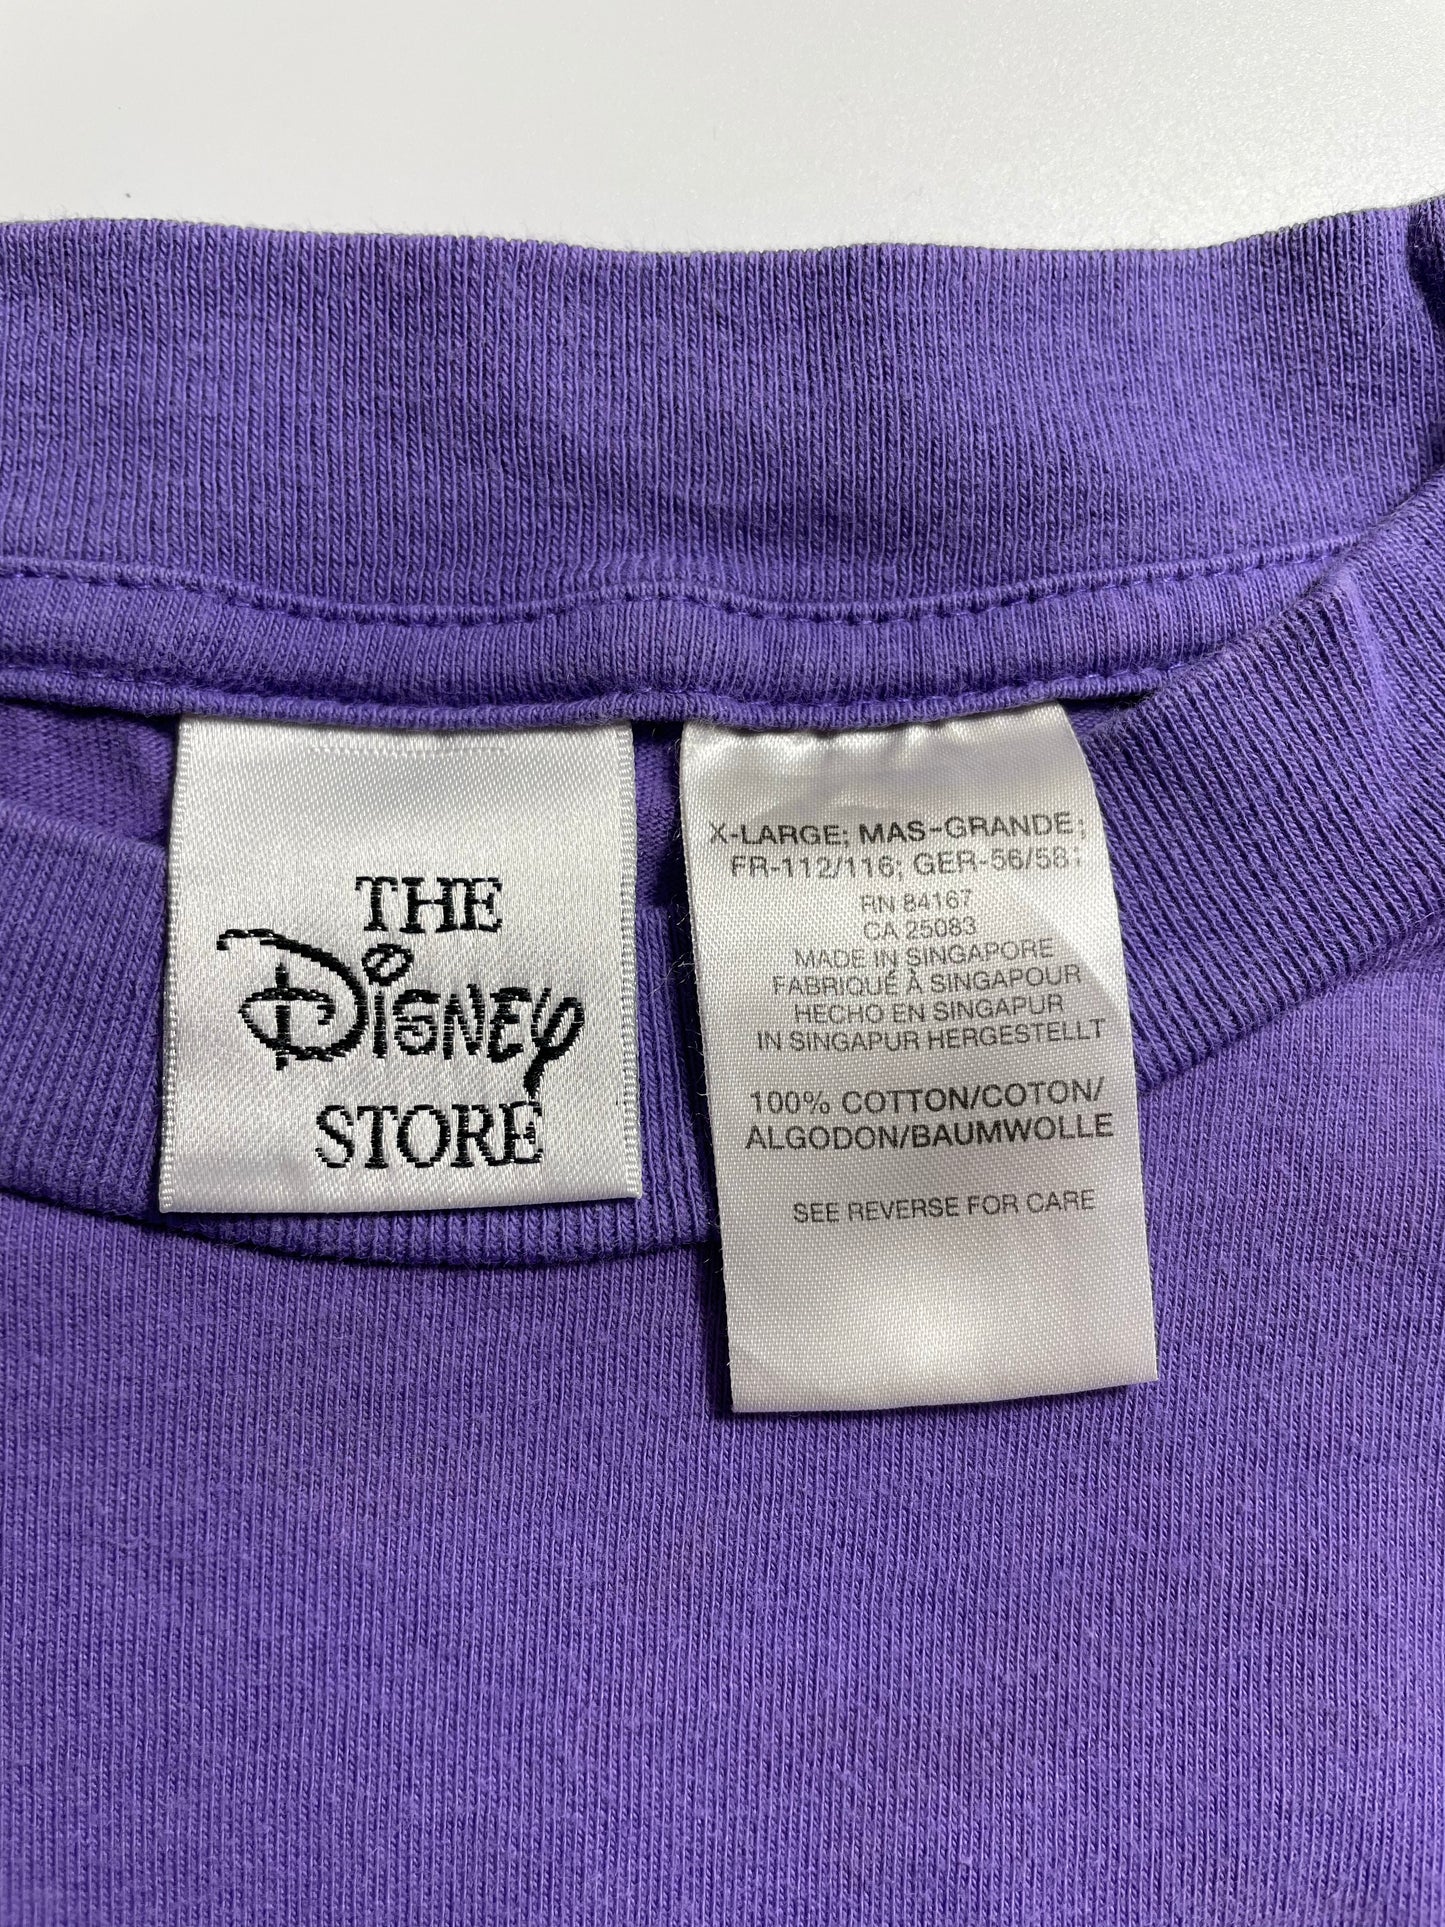 THE
Disney
STORE
X-LARGE; MAS-GRANDE;
FR-112/116; GER-56/58;
RN 84167
CA 25083
MADE IN SINGAPORE
FABRIQUÉ À SINGAPOUR
HECHO EN SINGAPUR
IN SINGAPUR HERGESTELLT
100% COTTON/COTON/
ALGODON/BAUMWOLLE
SEE REVERSE FOR CARE